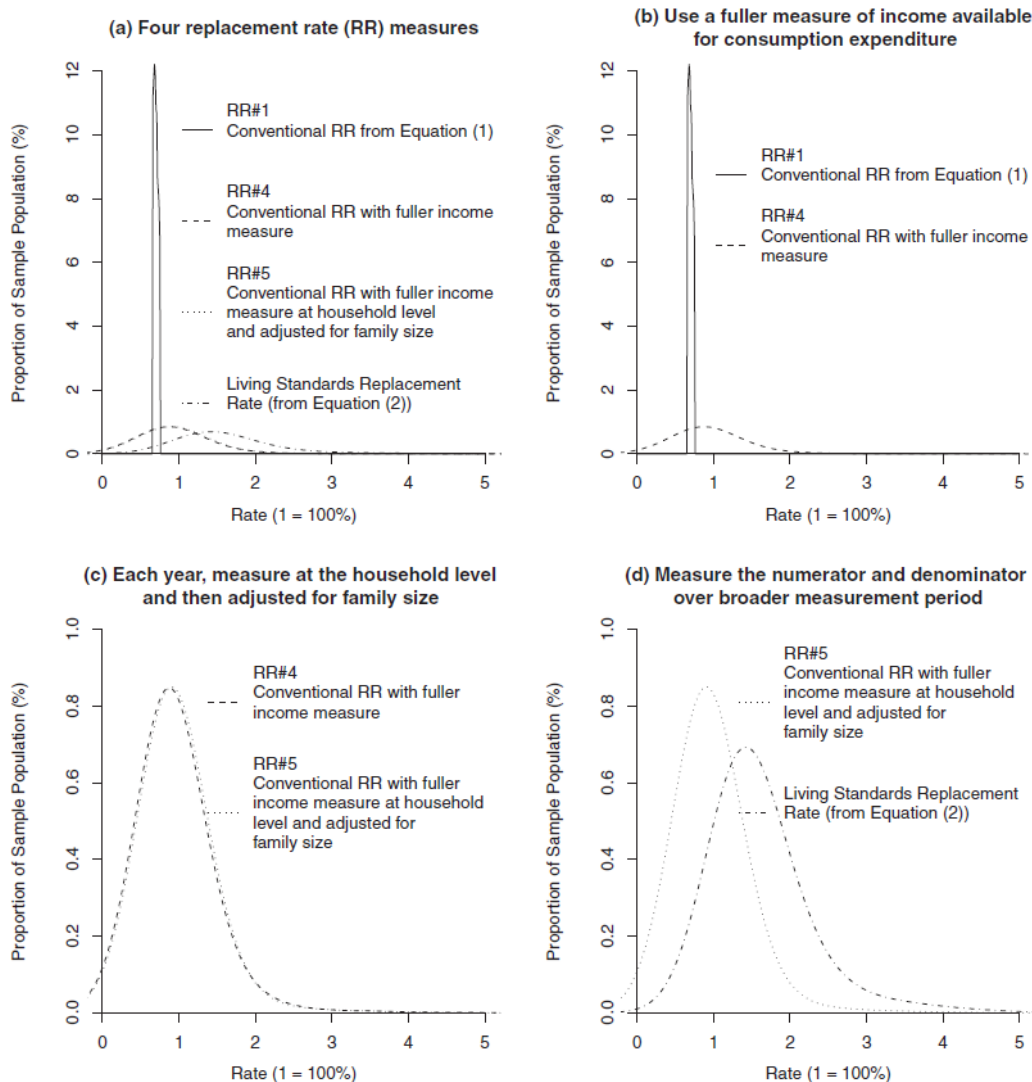 (a) Four replacement rate (RR) measures
Proportion of Sample Population (%)
0 2 4 6 8 10 12
RR#1
Conventional RR from Equation (1)
RR#4
Conventional RR with fuller income
measure
RR#5
Conventional RR with fuller income
measure at household level
and adjusted for family size
Living Standards Replacement
Rate (from Equation (2))
0 1 2 3 4 5
Rate (1 = 100%)
(b) Use a fuller measure of income available
for consumption expenditure
Proportion of Sample Population (%)
0 2 4 6 8 10 12
RR#1
Conventional RR from Equation (1)
RR#4
Conventional RR with fuller income
measure
0 1 2 3 4 5
Rate (1 = 100%)
(c) Each year, measure at the household level
and then adjusted for family size
Proportion of Sample Population (%)
0.0 0.2 0.4 0.6 0.8 1.0
RR#4
Conventional RR with fuller
income measure
RR#5
Conventional RR with fuller
income measure at household
level and adjusted for
family size
0 1 2 3 4 5
Rate (1 = 100%)
(d) Measure the numerator and denominator
over broader measurement period
Proportion of Sample Population (%)
0.0 0.2 0.4 0.6 0.8 1.0
RR#5
Conventional RR with fuller
income measure at household
level and adjusted for
family size
Living Standards Replacement
Rate (from Equation (2))
0 1 2 3 4 5
Rate (1 = 100%)